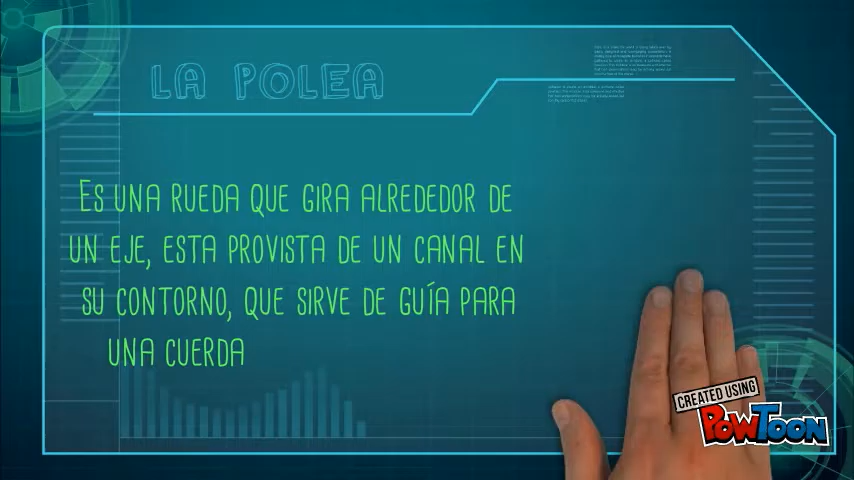 LA POLEA
ES UNA RUEDA QUE GIRA ALREDEDOR DE
UN EJE, ESTA PROVISTA DE UN CANAL EN
SU CONTORNO, QUE SIRVE DE GUÍA PARA
UNA CUERDA
CREATED USING
POWTOON